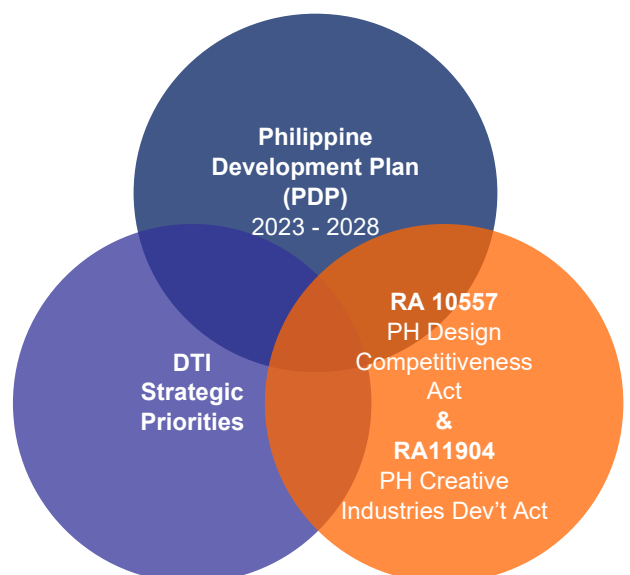 Philippine
Development Plan
(PDP)
2023 - 2028
DTI
Strategic
Priorities
RA 10557
PH Design
Competitiveness
Act
&
RA11904
PH Creative
Industries Dev’t Act